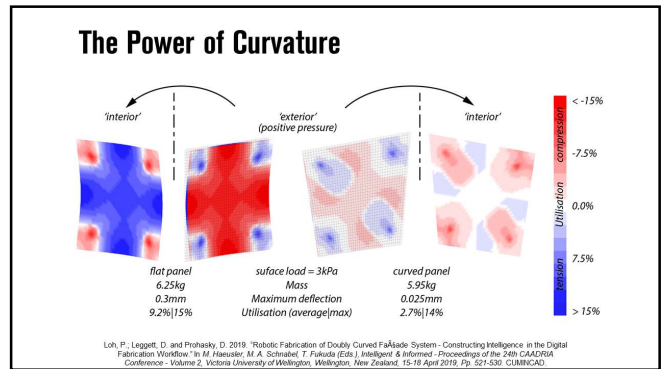 The Power of Curvature
'interior'
'exterior'
(positive pressure)
'interior'
< -15%
-7.5%
0.0%
7.5%
> 15%
compression
Utilisation
tension
flat panel suface load = 3kPa curved panel
6.25kg Mass 5.95kg
0.3mm Maximum deflection 0.025mm
9.2%|15% Utilisation (average|max) 2.7%|14%
Loh, P.; Leggett, D. and Prohasky, D. 2019. "Robotic Fabrication of Doubly Curved FaÃ§ade System - Constructing Intelligence in the Digital
Fabrication Workflow." In M. Haeusler, M. A. Schnabel, T. Fukuda (Eds.), Intelligent & Informed - Proceedings of the 24th CAADRIA
Conference - Volume 2, Victoria University of Wellington, Wellington, New Zealand, 15-18 April 2019, Pp. 521-530. CUMINCAD.